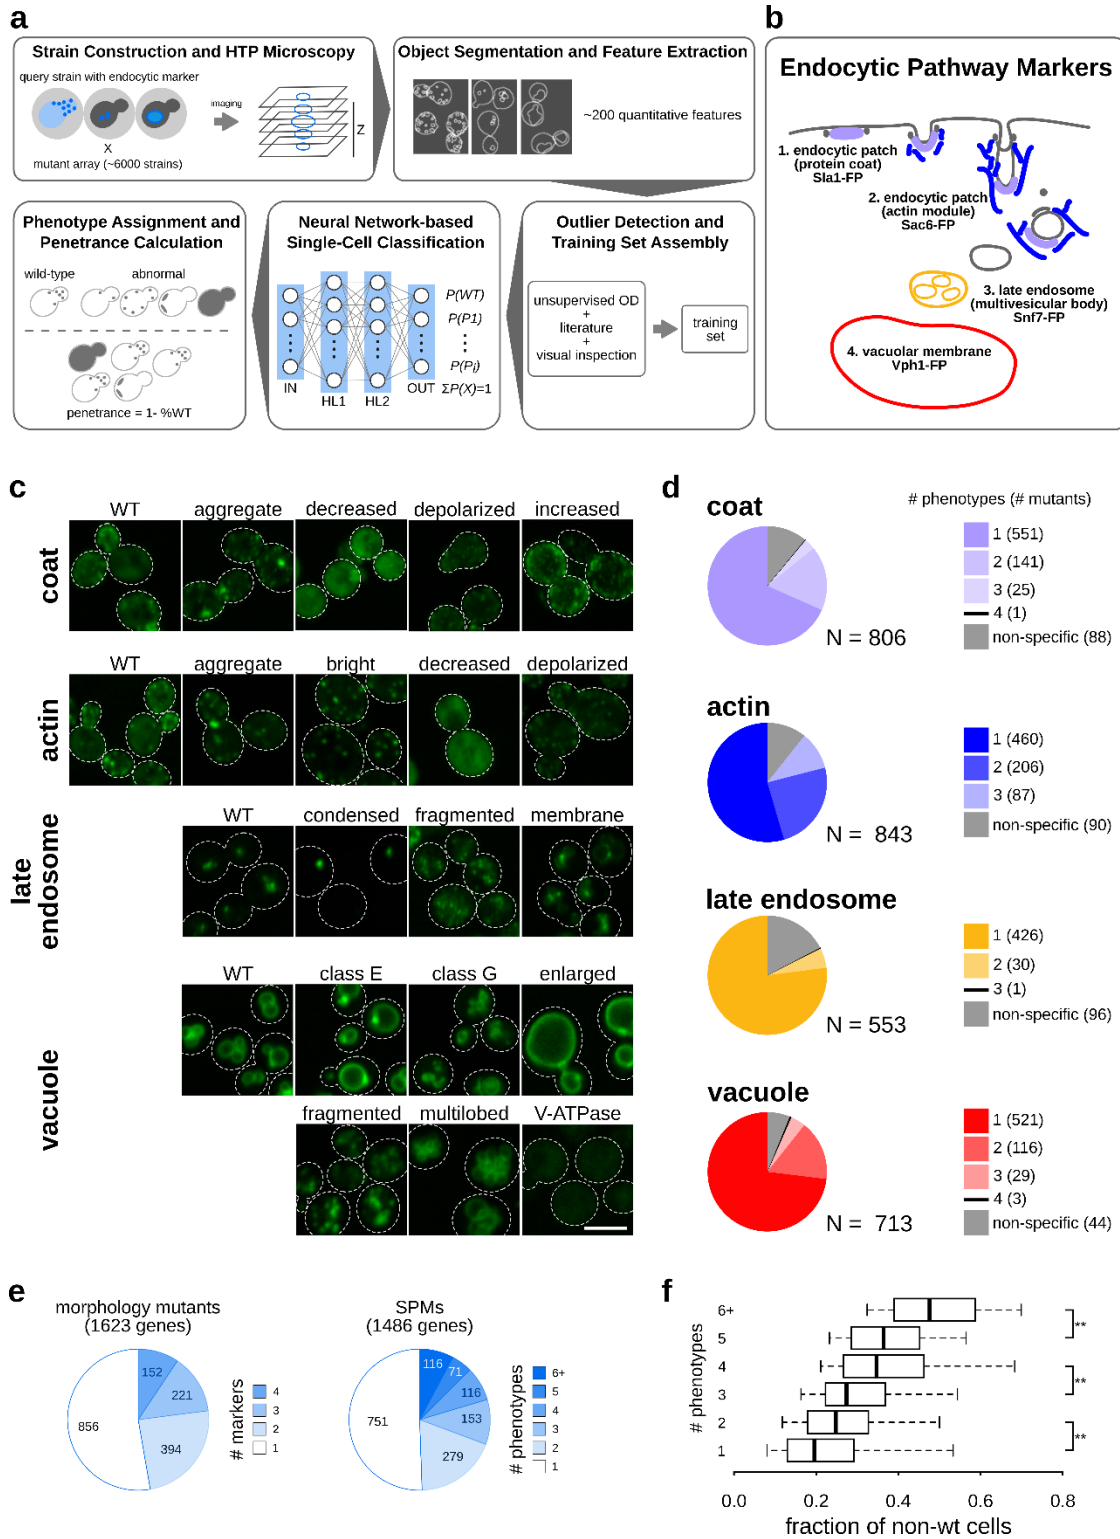 a
Strain Construction and HTP Microscopy
query strain with endocytic marker
imaging
X
mutant array (~6000 strains)
Z
Object Segmentation and Feature Extraction
~200 quantitative features
Phenotype Assignment and
Penetrance Calculation
wild-type
abnormal
penetrance = 1- %WT
Neural Network-based
Single-Cell Classification
P(WT)
P(P1)
P(Pi)
ΣP(X)=1
IN
HL1
HL2
OUT
Outlier Detection and
Training Set Assembly
unsupervised OD
+
literature
+
visual inspection
training
set
b
Endocytic Pathway Markers
1. endocytic patch
(protein coat)
Sla1-FP
2. endocytic patch
(actin module)
Sac6-FP
3. late endosome
(multivesicular body)
Snf7-FP
4. vacuolar membrane
Vph1-FP
c
coat
WT
aggregate
decreased
depolarized
increased
actin
WT
aggregate
bright
decreased
depolarized
late
endosome
WT
condensed
fragmented
membrane
vacuole
WT
class E
class G
enlarged
fragmented
multilobed
V-ATPase
d
# phenotypes (# mutants)
coat
N = 806
1 (551)
2 (141)
3 (25)
4 (1)
non-specific (88)
actin
N = 843
1 (460)
2 (206)
3 (87)
non-specific (90)
late endosome
N = 553
1 (426)
2 (30)
3 (1)
non-specific (96)
vacuole
N = 713
1 (521)
2 (116)
3 (29)
4 (3)
non-specific (44)
e
morphology mutants
(1623 genes)
152
221
394
856
# markers
4
3
2
1
SPMs
(1486 genes)
116
71
116
153
279
751
# phenotypes
6+
5
4
3
2
1
f
# phenotypes
6+
5
4
3
2
1
**
**
**
0.0
0.2
0.4
0.6
0.8
fraction of non-wt cells